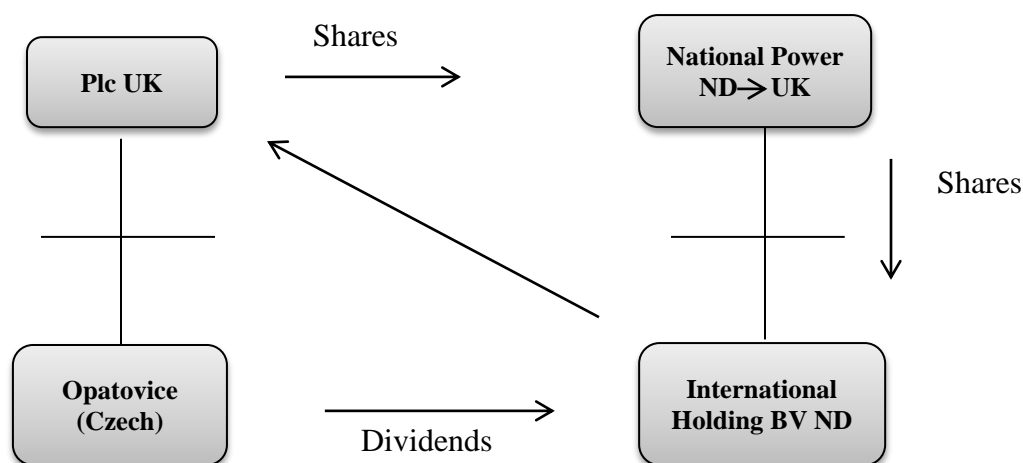 Shares
Plc UK
National Power
ND→UK
Shares
Opatovice
(Czech)
Dividends
International
Holding BV ND